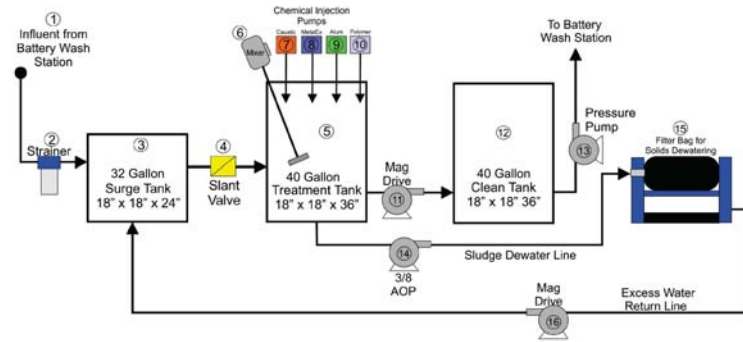 ①
Influent from
Battery Wash
Station
②
Strainer
③
32 Gallon
Surge Tank
18" x 18" x 24"
④
Slant
Valve
⑥
Mixer
Chemical Injection
Pumps
Caustic
MetalEx
Alum
Polymer
⑦
⑧
⑨
⑩
⑤
40 Gallon
Treatment Tank
18" x 18" x 36"
Mag
Drive
⑪
⑫
40 Gallon
Clean Tank
18" x 18" 36"
To Battery
Wash Station
Pressure
Pump
⑬
⑮
Filter Bag for
Solids Dewatering
⑭
3/8
AOP
Sludge Dewater Line
Mag
Drive
⑯
Excess Water
Return Line